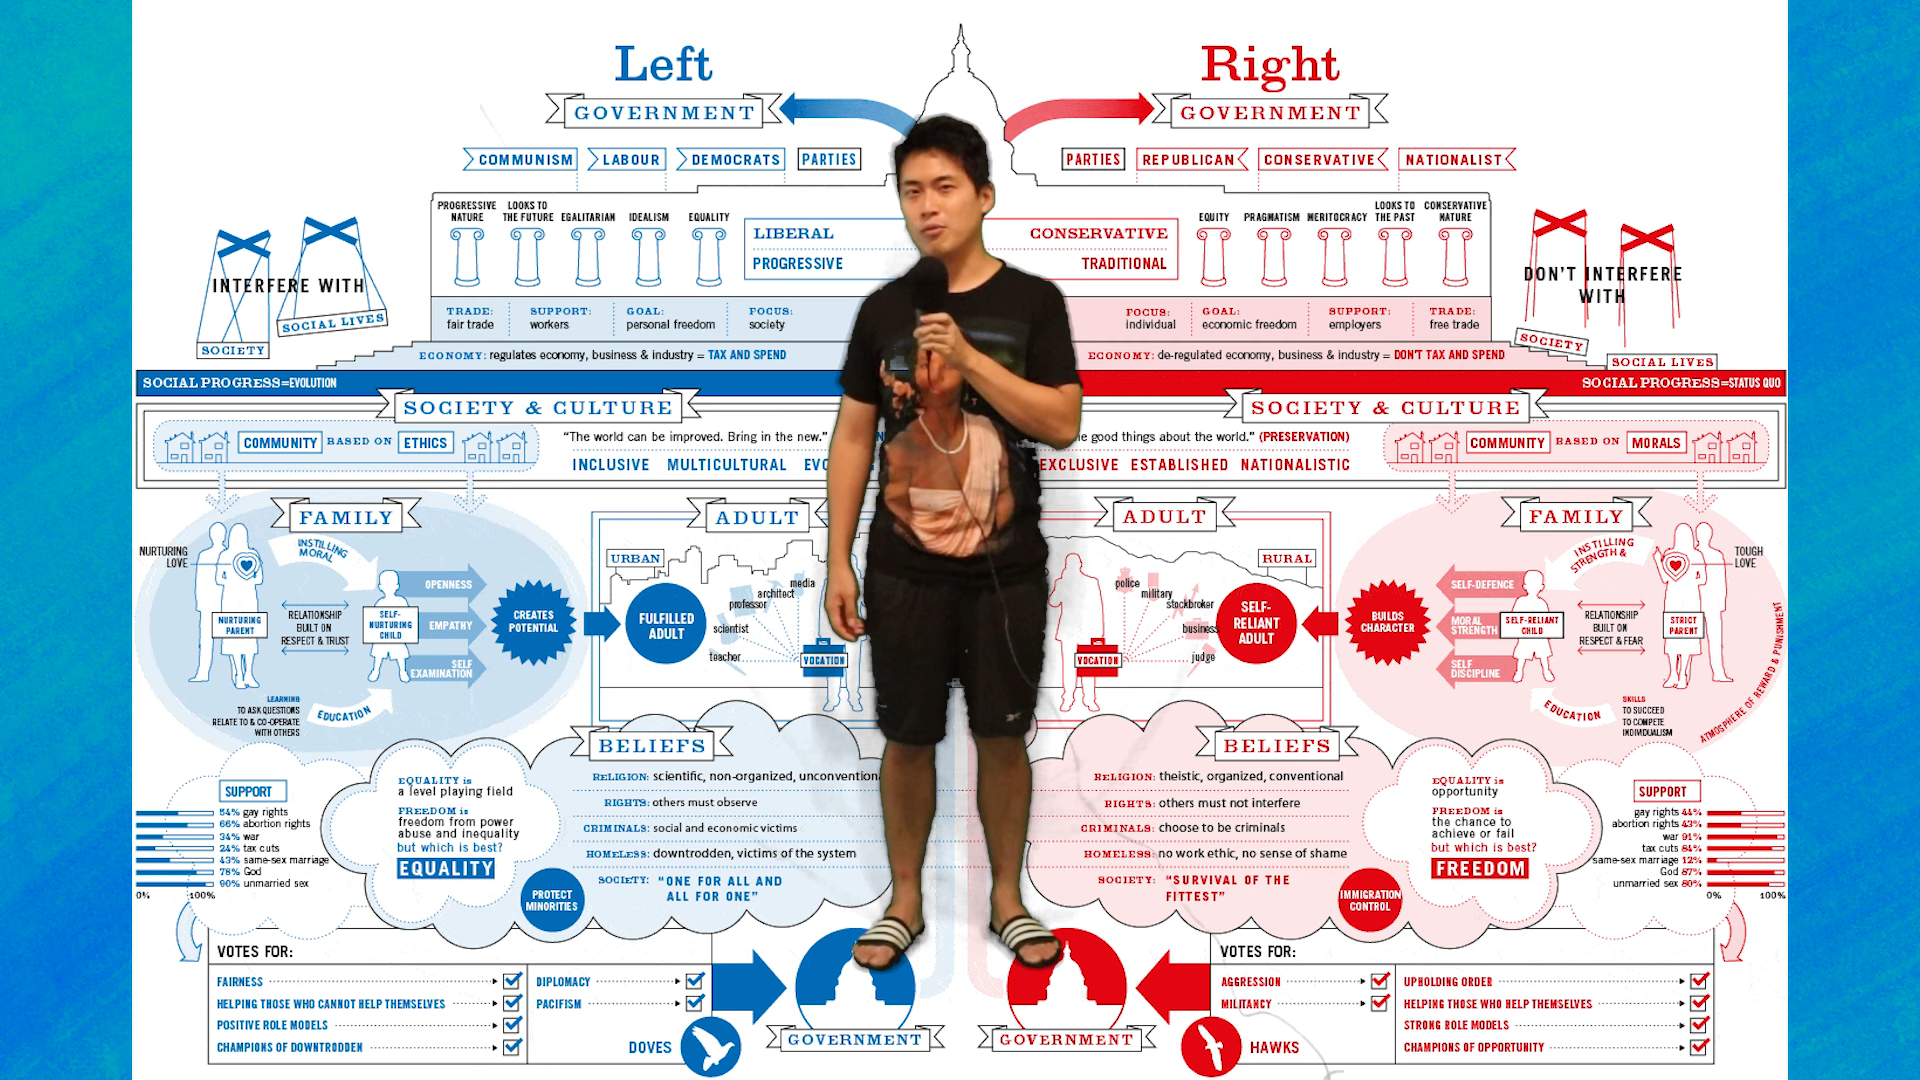 Left
Right
GOVERNMENT
GOVERNMENT
COMMUNISM
LABOUR
DEMOCRATS
PARTIES
PARTIES
REPUBLICAN
CONSERVATIVE
NATIONALIST
PROGRESSIVE
NATURE
LOOKS TO
THE FUTURE
EGALITARIAN
IDEALISM
EQUALITY
LIBERAL
PROGRESSIVE
CONSERVATIVE
TRADITIONAL
EQUITY
PRAGMATISM
MERITOCRACY
LOOKS TO
THE PAST
CONSERVATIVE
NATURE
INTERFERE WITH
SOCIETY
SOCIAL LIVES
DON'T INTERFERE
WITH
SOCIETY
SOCIAL LIVES
TRADE:
fair trade
SUPPORT:
workers
GOAL:
personal freedom
FOCUS:
society
FOCUS:
individual
GOAL:
economic freedom
SUPPORT:
employers
TRADE:
free trade
ECONOMY: regulates economy, business & industry = TAX AND SPEND
ECONOMY: de-regulated economy, business & industry = DON'T TAX AND SPEND
SOCIAL PROGRESS=EVOLUTION
SOCIAL PROGRESS=STATUS QUO
SOCIETY & CULTURE
SOCIETY & CULTURE
COMMUNITY BASED ON ETHICS
"The world can be improved. Bring in the new."
INCLUSIVE MULTICULTURAL EVO
e good things about the world." (PRESERVATION)
EXCLUSIVE ESTABLISHED NATIONALISTIC
COMMUNITY BASED ON MORALS
FAMILY
NURTURING
LOVE
INSTILLING
MORAL
NURTURING
PARENT
RELATIONSHIP
BUILT ON
RESPECT & TRUST
SELF-
NURTURING
CHILD
OPENNESS
EMPATHY
SELF
EXAMINATION
CREATES
POTENTIAL
LEARNING
TO ASK QUESTIONS
RELATE TO & CO-OPERATE
WITH OTHERS
EDUCATION
ADULT
URBAN
FULFILLED
ADULT
media
architect
professor
scientist
teacher
VOCATION
ADULT
RURAL
police
military
stockbroker
business
judge
VOCATION
SELF-
RELIANT
ADULT
BUILDS
CHARACTER
FAMILY
INSTILLING
STRENGTH &
TOUGH
LOVE
SELF-DEFENCE
MORAL
STRENGTH
SELF
DISCIPLINE
SELF-RELIANT
CHILD
RELATIONSHIP
BUILT ON
RESPECT & FEAR
STRICT
PARENT
EDUCATION
SKILLS
TO SUCCEED
TO COMPETE
INDIVIDUALISM
ATMOSPHERE OF REWARD & PUNISHMENT
BELIEFS
RELIGION: scientific, non-organized, unconvention
RIGHTS: others must observe
CRIMINALS: social and economic victims
HOMELESS: downtrodden, victims of the system
SOCIETY: "ONE FOR ALL AND
ALL FOR ONE"
BELIEFS
RELIGION: theistic, organized, conventional
RIGHTS: others must not interfere
CRIMINALS: choose to be criminals
HOMELESS: no work ethic, no sense of shame
SOCIETY: "SURVIVAL OF THE
FITTEST"
SUPPORT
54% gay rights
66% abortion rights
34% war
24% tax cuts
43% same-sex marriage
78% God
90% unmarried sex
0% 100%
EQUALITY is
a level playing field
FREEDOM is
freedom from power
abuse and inequality
but which is best?
EQUALITY
PROTECT
MINORITIES
IMMIGRATION
CONTROL
EQUALITY is
opportunity
FREEDOM is
the chance to
achieve or fail
but which is best?
FREEDOM
SUPPORT
gay rights 44%
abortion rights 43%
war 91%
tax cuts 84%
same-sex marriage 12%
God 87%
unmarried sex 80%
0% 100%
VOTES FOR:
FAIRNESS
HELPING THOSE WHO CANNOT HELP THEMSELVES
POSITIVE ROLE MODELS
CHAMPIONS OF DOWNTRODDEN
DIPLOMACY
PACIFISM
DOVES
GOVERNMENT
GOVERNMENT
VOTES FOR:
AGGRESSION
MILITANCY
HAWKS
UPHOLDING ORDER
HELPING THOSE WHO HELP THEMSELVES
STRONG ROLE MODELS
CHAMPIONS OF OPPORTUNITY